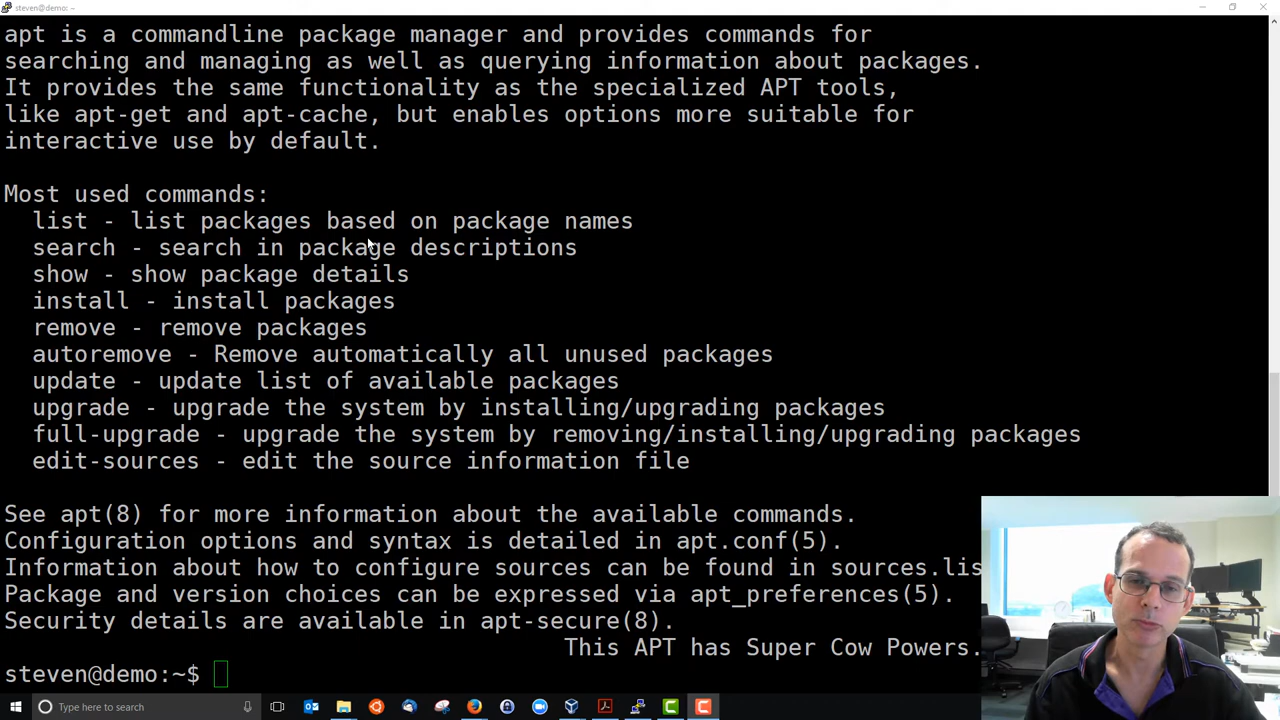 steven@demo: ~
apt is a commandline package manager and provides commands for
searching and managing as well as querying information about packages.
It provides the same functionality as the specialized APT tools,
like apt-get and apt-cache, but enables options more suitable for
interactive use by default.
Most used commands:
list - list packages based on package names
search - search in package descriptions
show - show package details
install - install packages
remove - remove packages
autoremove - Remove automatically all unused packages
update - update list of available packages
upgrade - upgrade the system by installing/upgrading packages
full-upgrade - upgrade the system by removing/installing/upgrading packages
edit-sources - edit the source information file
See apt(8) for more information about the available commands.
Configuration options and syntax is detailed in apt.conf(5).
Information about how to configure sources can be found in sources.lis
Package and version choices can be expressed via apt_preferences(5).
Security details are available in apt-secure(8).
This APT has Super Cow Powers.
steven@demo:~$
Type here to search